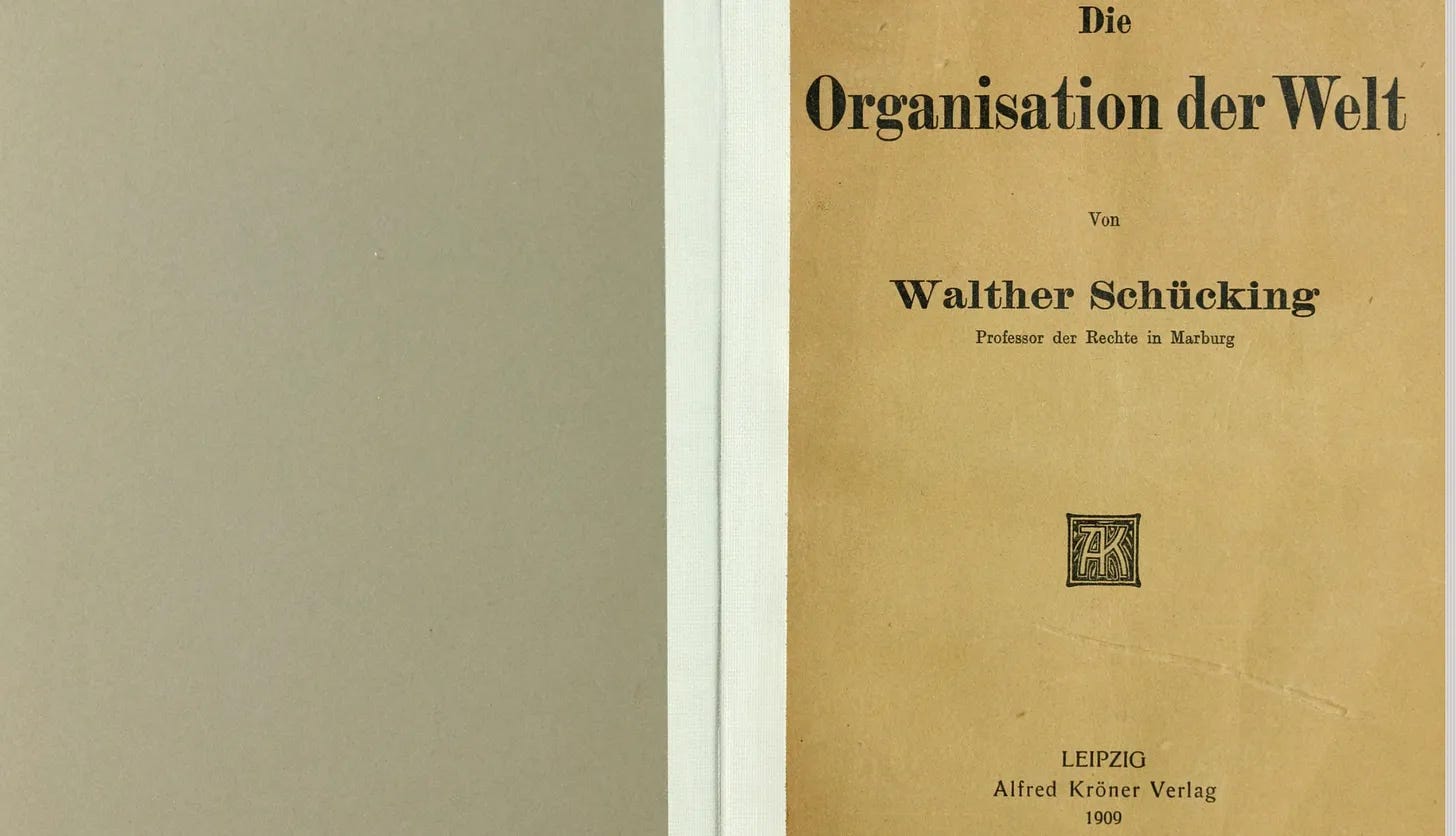 Die
Organisation der Welt
Von
Walther Schücking
Professor der Rechte in Marburg
AK
LEIPZIG
Alfred Kröner Verlag
1909